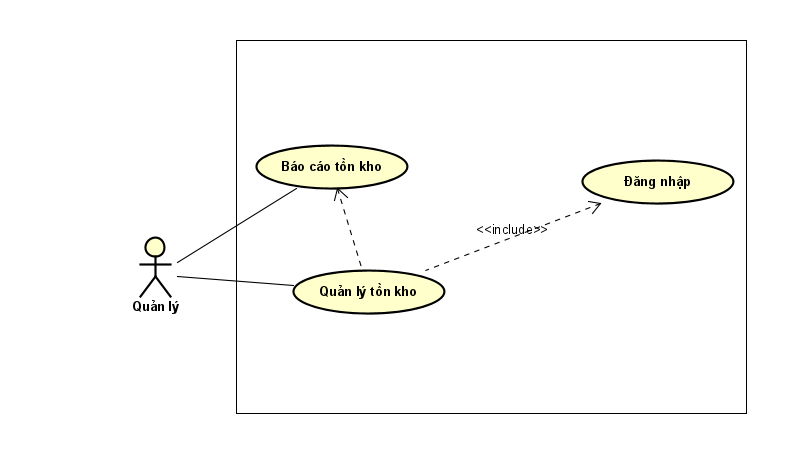 Báo cáo tồn kho
Đăng nhập
<<include>>
Quản lý tồn kho
Quản lý